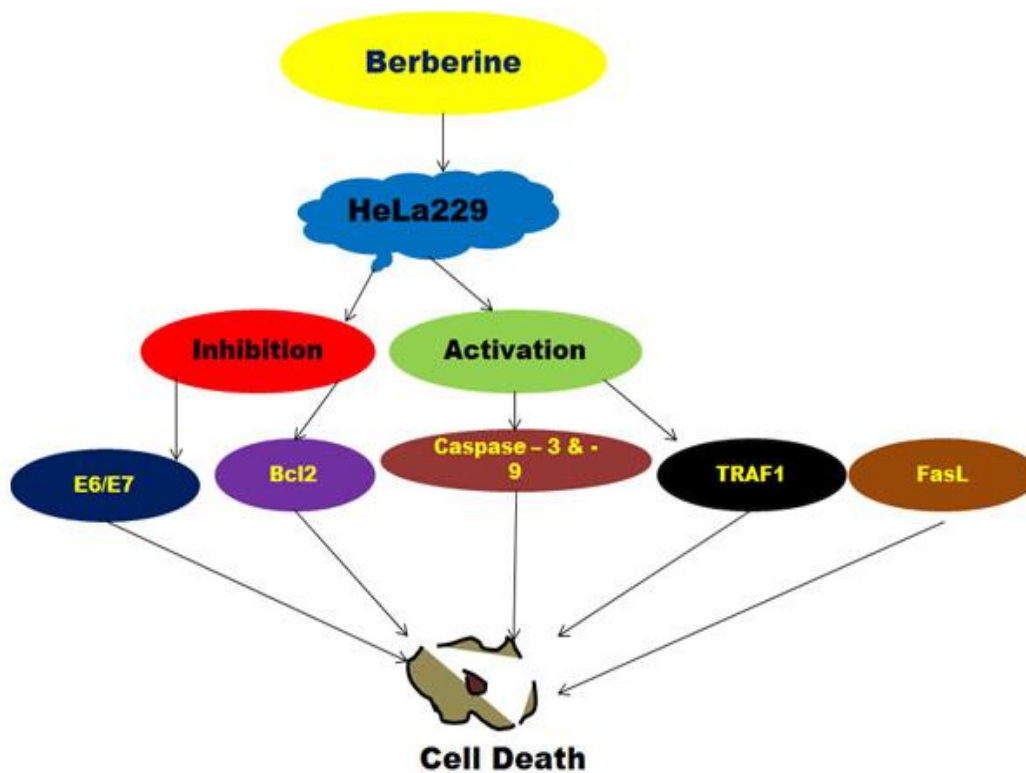 Berberine
HeLa229
Inhibition
Activation
E6/E7
Bcl2
Caspase – 3 & -
9
TRAF1
FasL
Cell Death